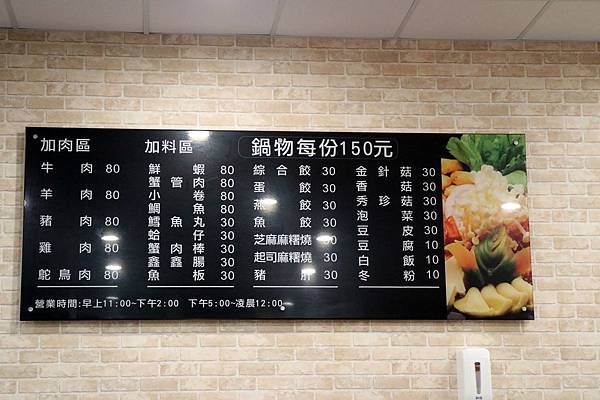 加肉區
牛肉 80
羊肉 80
豬肉 80
雞肉 80
鴕鳥肉 80
加料區
鮮蝦 80
蟹管肉 80
小卷 80
鯛魚 80
鱈魚丸 30
蛤仔 30
蟹肉棒 30
鑫鑫腸 30
魚板 30
鍋物每份150元
綜合餃 30
蛋餃 30
燕餃 30
魚餃 30
芝麻麻糬燒 30
起司麻糬燒 30
豬 30
金針菇 30
香菇 30
秀珍菇 30
泡菜 30
豆皮 30
豆腐 10
白飯 10
冬粉 10
營業時間:早上11:00~下午2:00 下午5:00~凌晨12:00